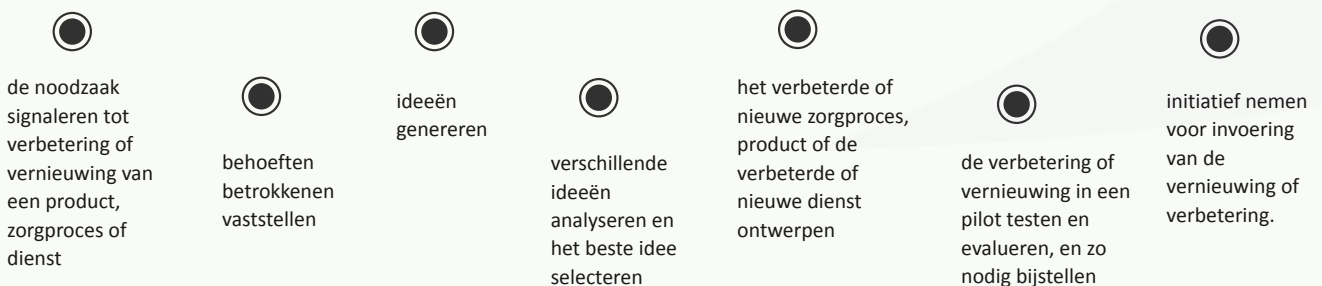 de noodzaak
signaleren tot
verbetering of
vernieuwing van
een product,
zorgproces of
dienst
behoeften
betrokkenen
vaststellen
ideeën
genereren
verschillende
ideeën
analyseren en
het beste idee
selecteren
het verbeterde of
nieuwe zorgproces,
product of de
verbeterde of
nieuwe dienst
ontwerpen
de verbetering of
vernieuwing in een
pilot testen en
evalueren, en zo
nodig bijstellen
initiatief nemen
voor invoering
van de
vernieuwing of
verbetering.